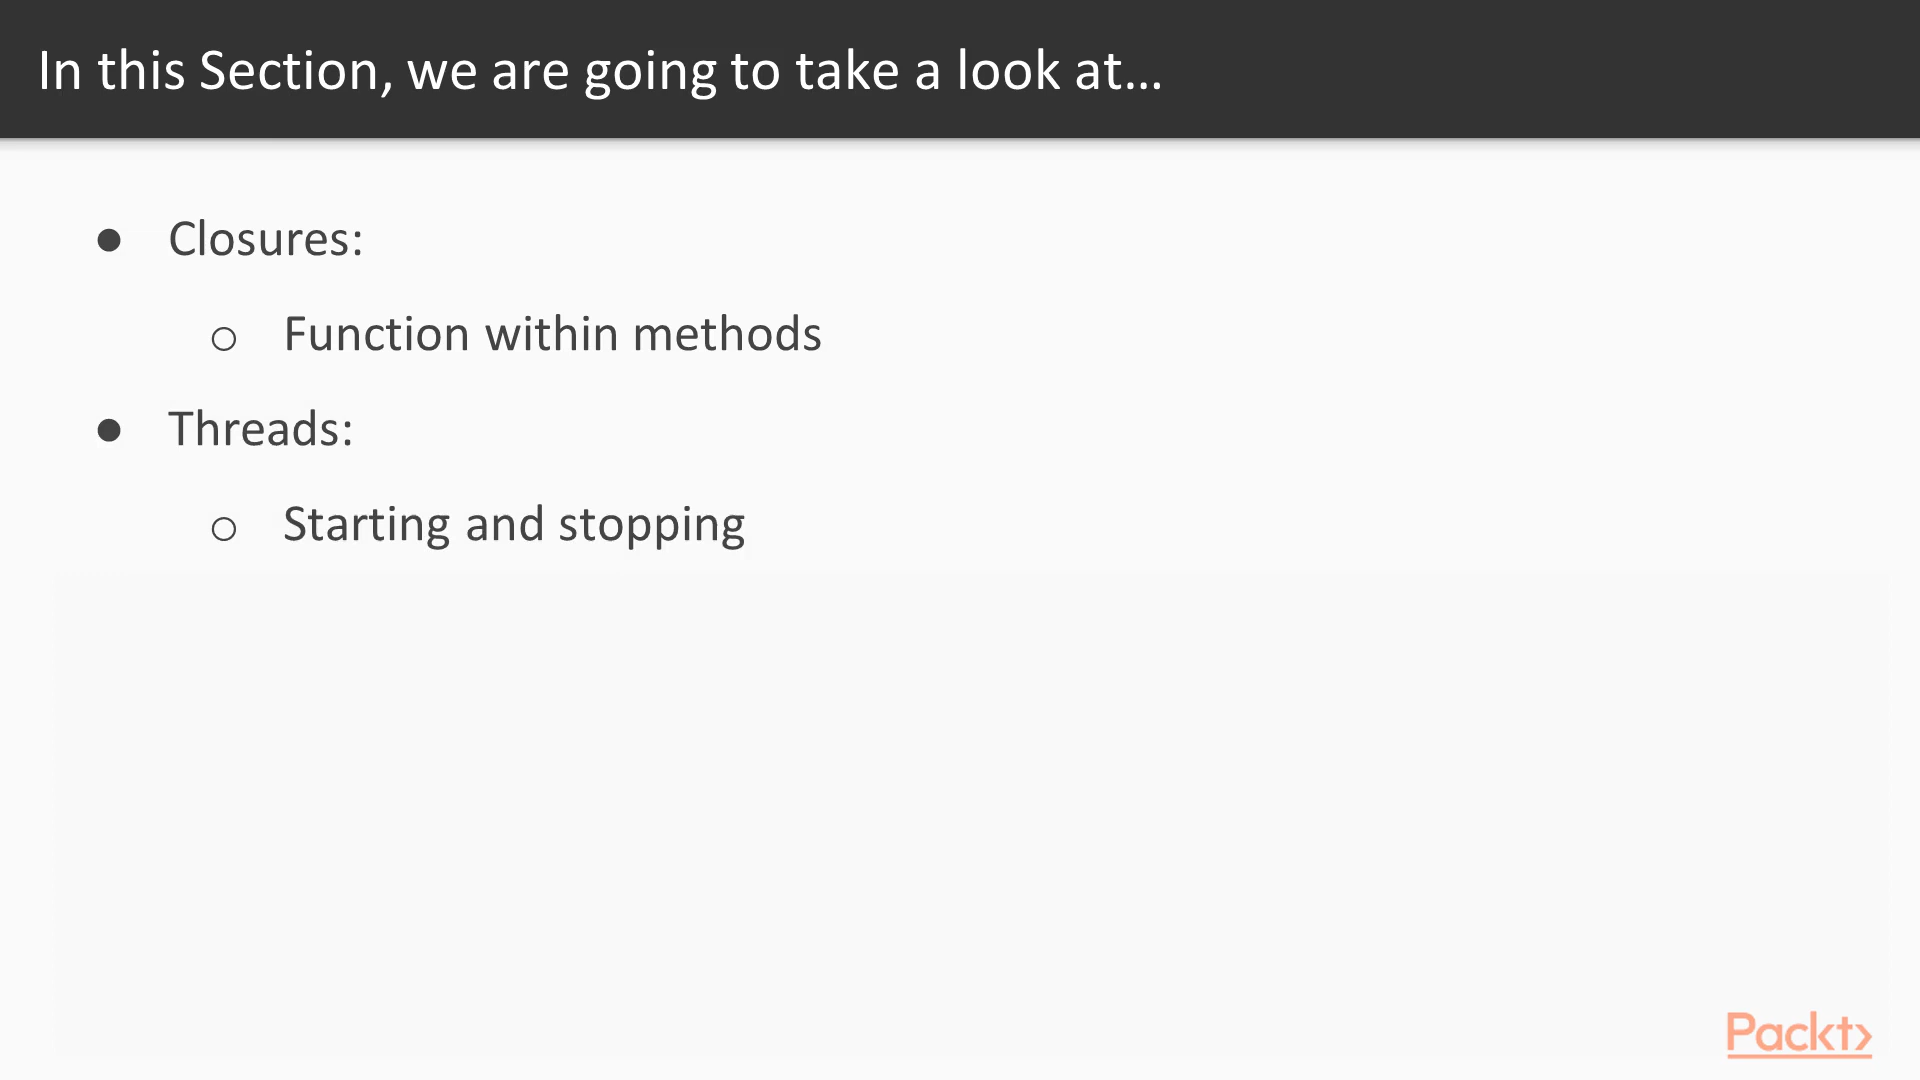 In this Section, we are going to take a look at...
● Closures:
○ Function within methods
● Threads:
○ Starting and stopping
Packt>